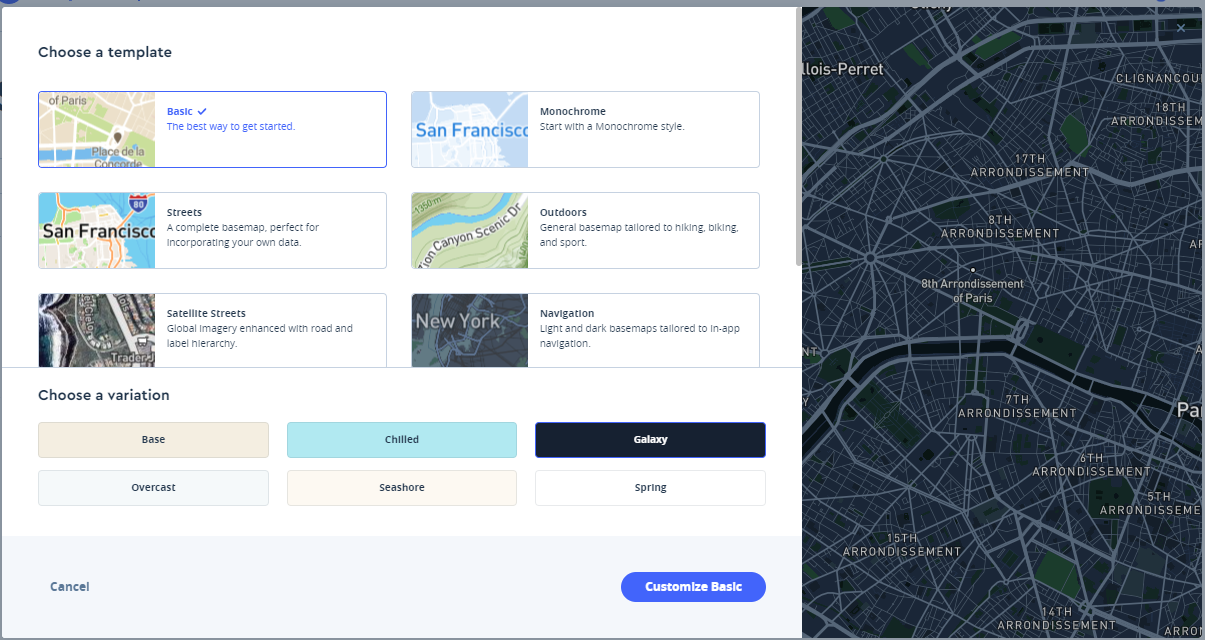 Choose a template
of Paris
Place de la
Concorde
Basic
The best way to get started.
San Francisco
Monochrome
Start with a Monochrome style.
80
San Francisco
Streets
A complete basemap, perfect for
incorporating your own data.
1350 m
Canyon Scenic Dr
Outdoors
General basemap tailored to hiking, biking,
and sport.
Trader J
Satellite Streets
Global imagery enhanced with road and
label hierarchy.
New York
Navigation
Light and dark basemaps tailored to in-app
navigation.
Choose a variation
Base
Chilled
Galaxy
Overcast
Seashore
Spring
Cancel
Customize Basic
llois-Perret
CLIGNANCOU
18TH
ARRONDISSEM
17TH
ARRONDISSEMENT
8TH
ARRONDISSEMENT
8th Arrondissement
of Paris
7TH
ARRONDISSEMENT
Pa
6TH
ARRONDISSEMENT
5TH
ARRONDISSEME
15TH
ARRONDISSEMENT
14TH
ARRONDISSEMENT
ARRON